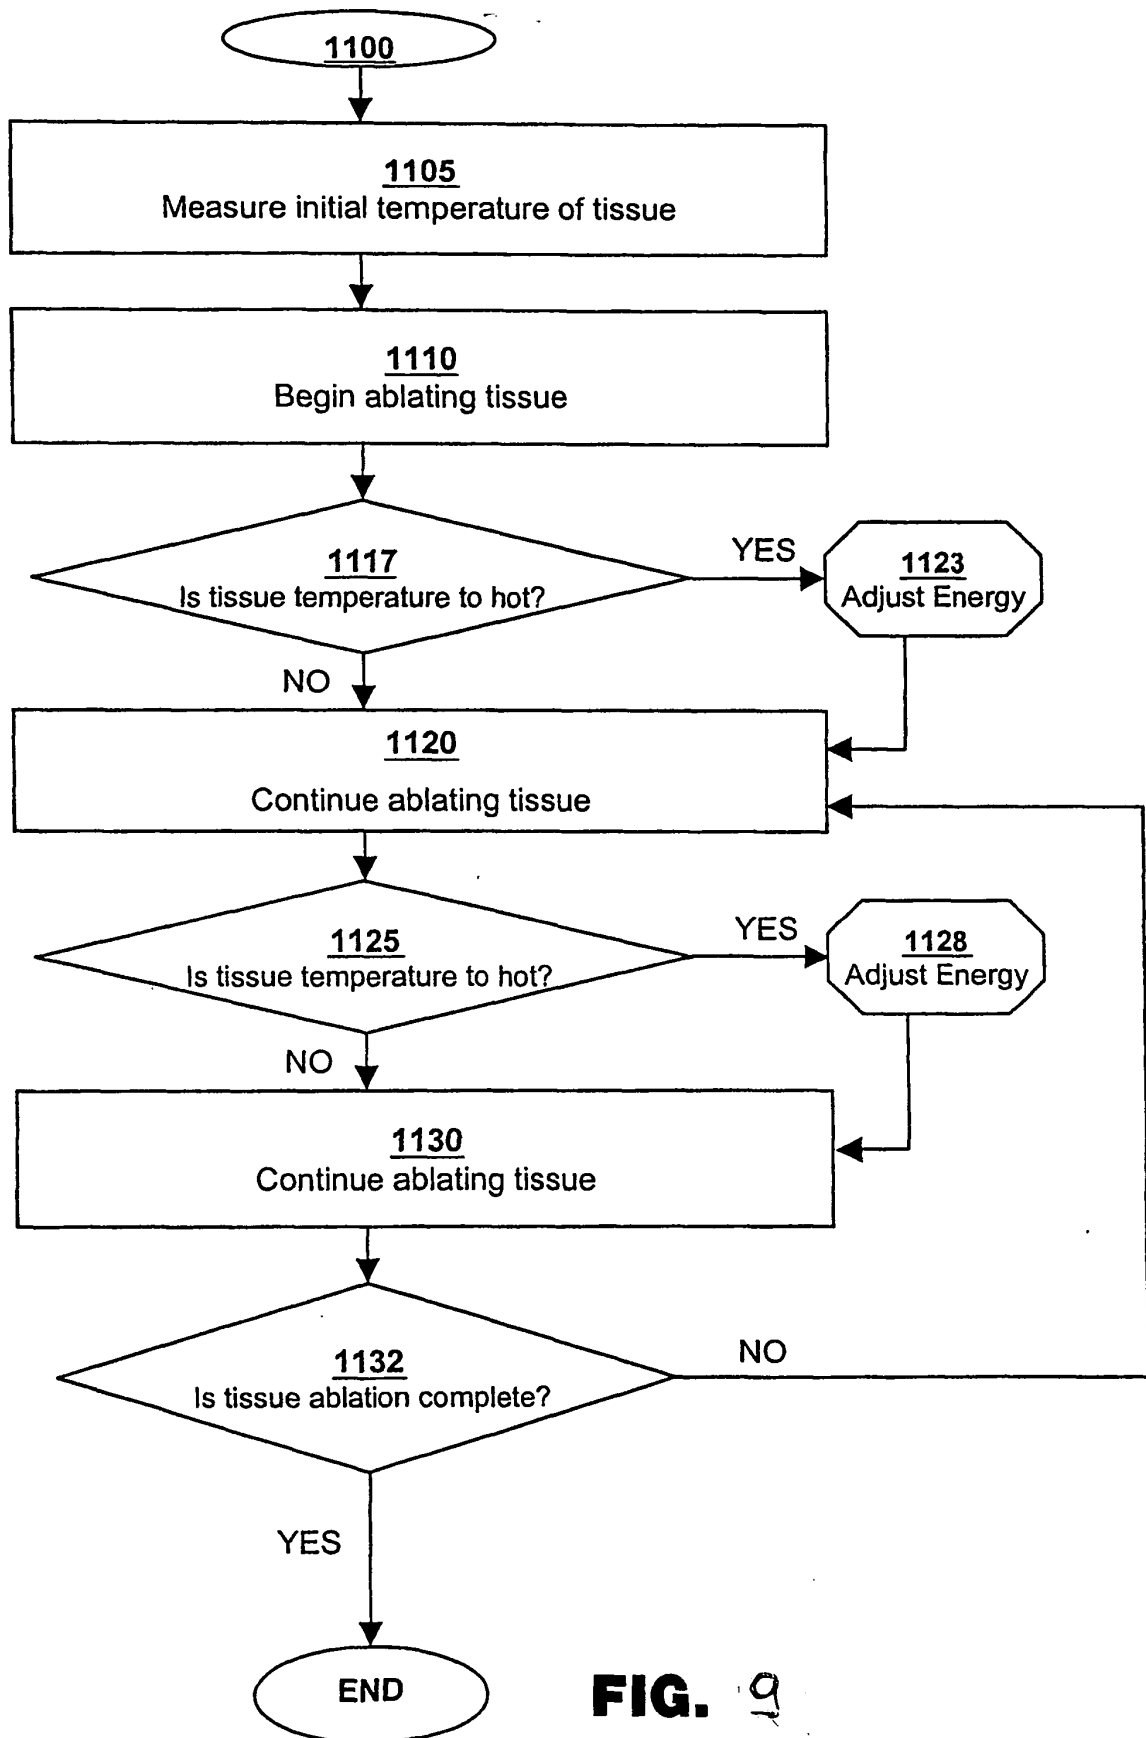 1100
1105
Measure initial temperature of tissue
1110
Begin ablating tissue
1117
Is tissue temperature to hot?
YES
1123
Adjust Energy
NO
1120
Continue ablating tissue
1125
Is tissue temperature to hot?
YES
1128
Adjust Energy
NO
1130
Continue ablating tissue
1132
Is tissue ablation complete?
NO
YES
END
FIG. 9